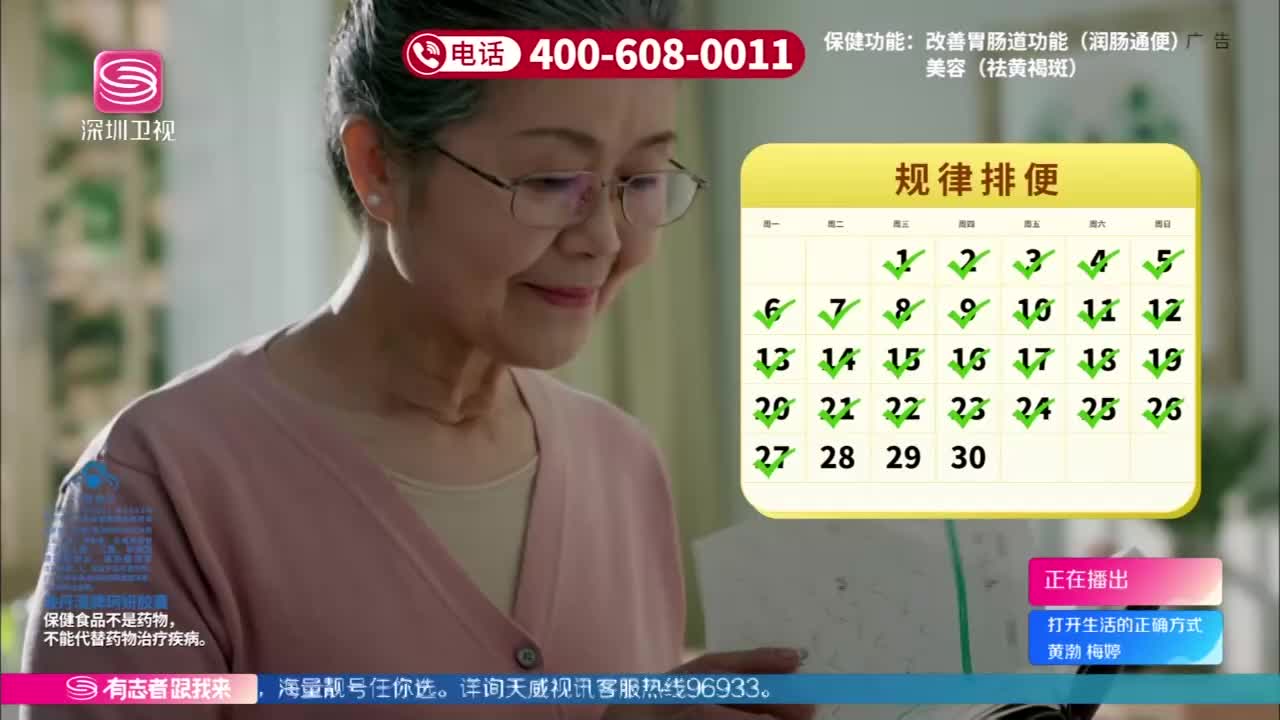 电话 400-608-0011
保健功能：改善胃肠道功能（润肠通便）
美容（祛黄褐斑）
广告
深圳卫视
规律排便
周一 周二 周三 周四 周五 周六 周日
1 2 3 4 5
6 7 8 9 10 11 12
13 14 15 16 17 18 19
20 21 22 23 24 25 26
27 28 29 30
保健食品不是药物，
不能代替药物治疗疾病。
正在播出
打开生活的正确方式
黄渤 梅婷
有志者跟我来
，海量靓号任你选。详询天威视讯客服热线96933。